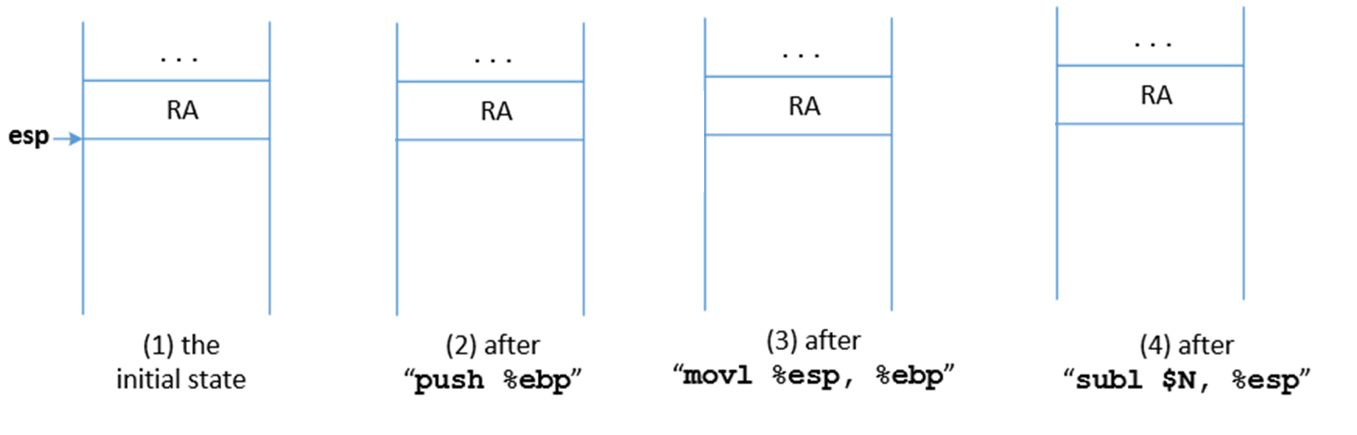 . . .
RA
esp
(1) the
initial state
. . .
RA
(2) after
“push %ebp”
. . .
RA
(3) after
“movl %esp, %ebp”
. . .
RA
(4) after
“subl $N, %esp”